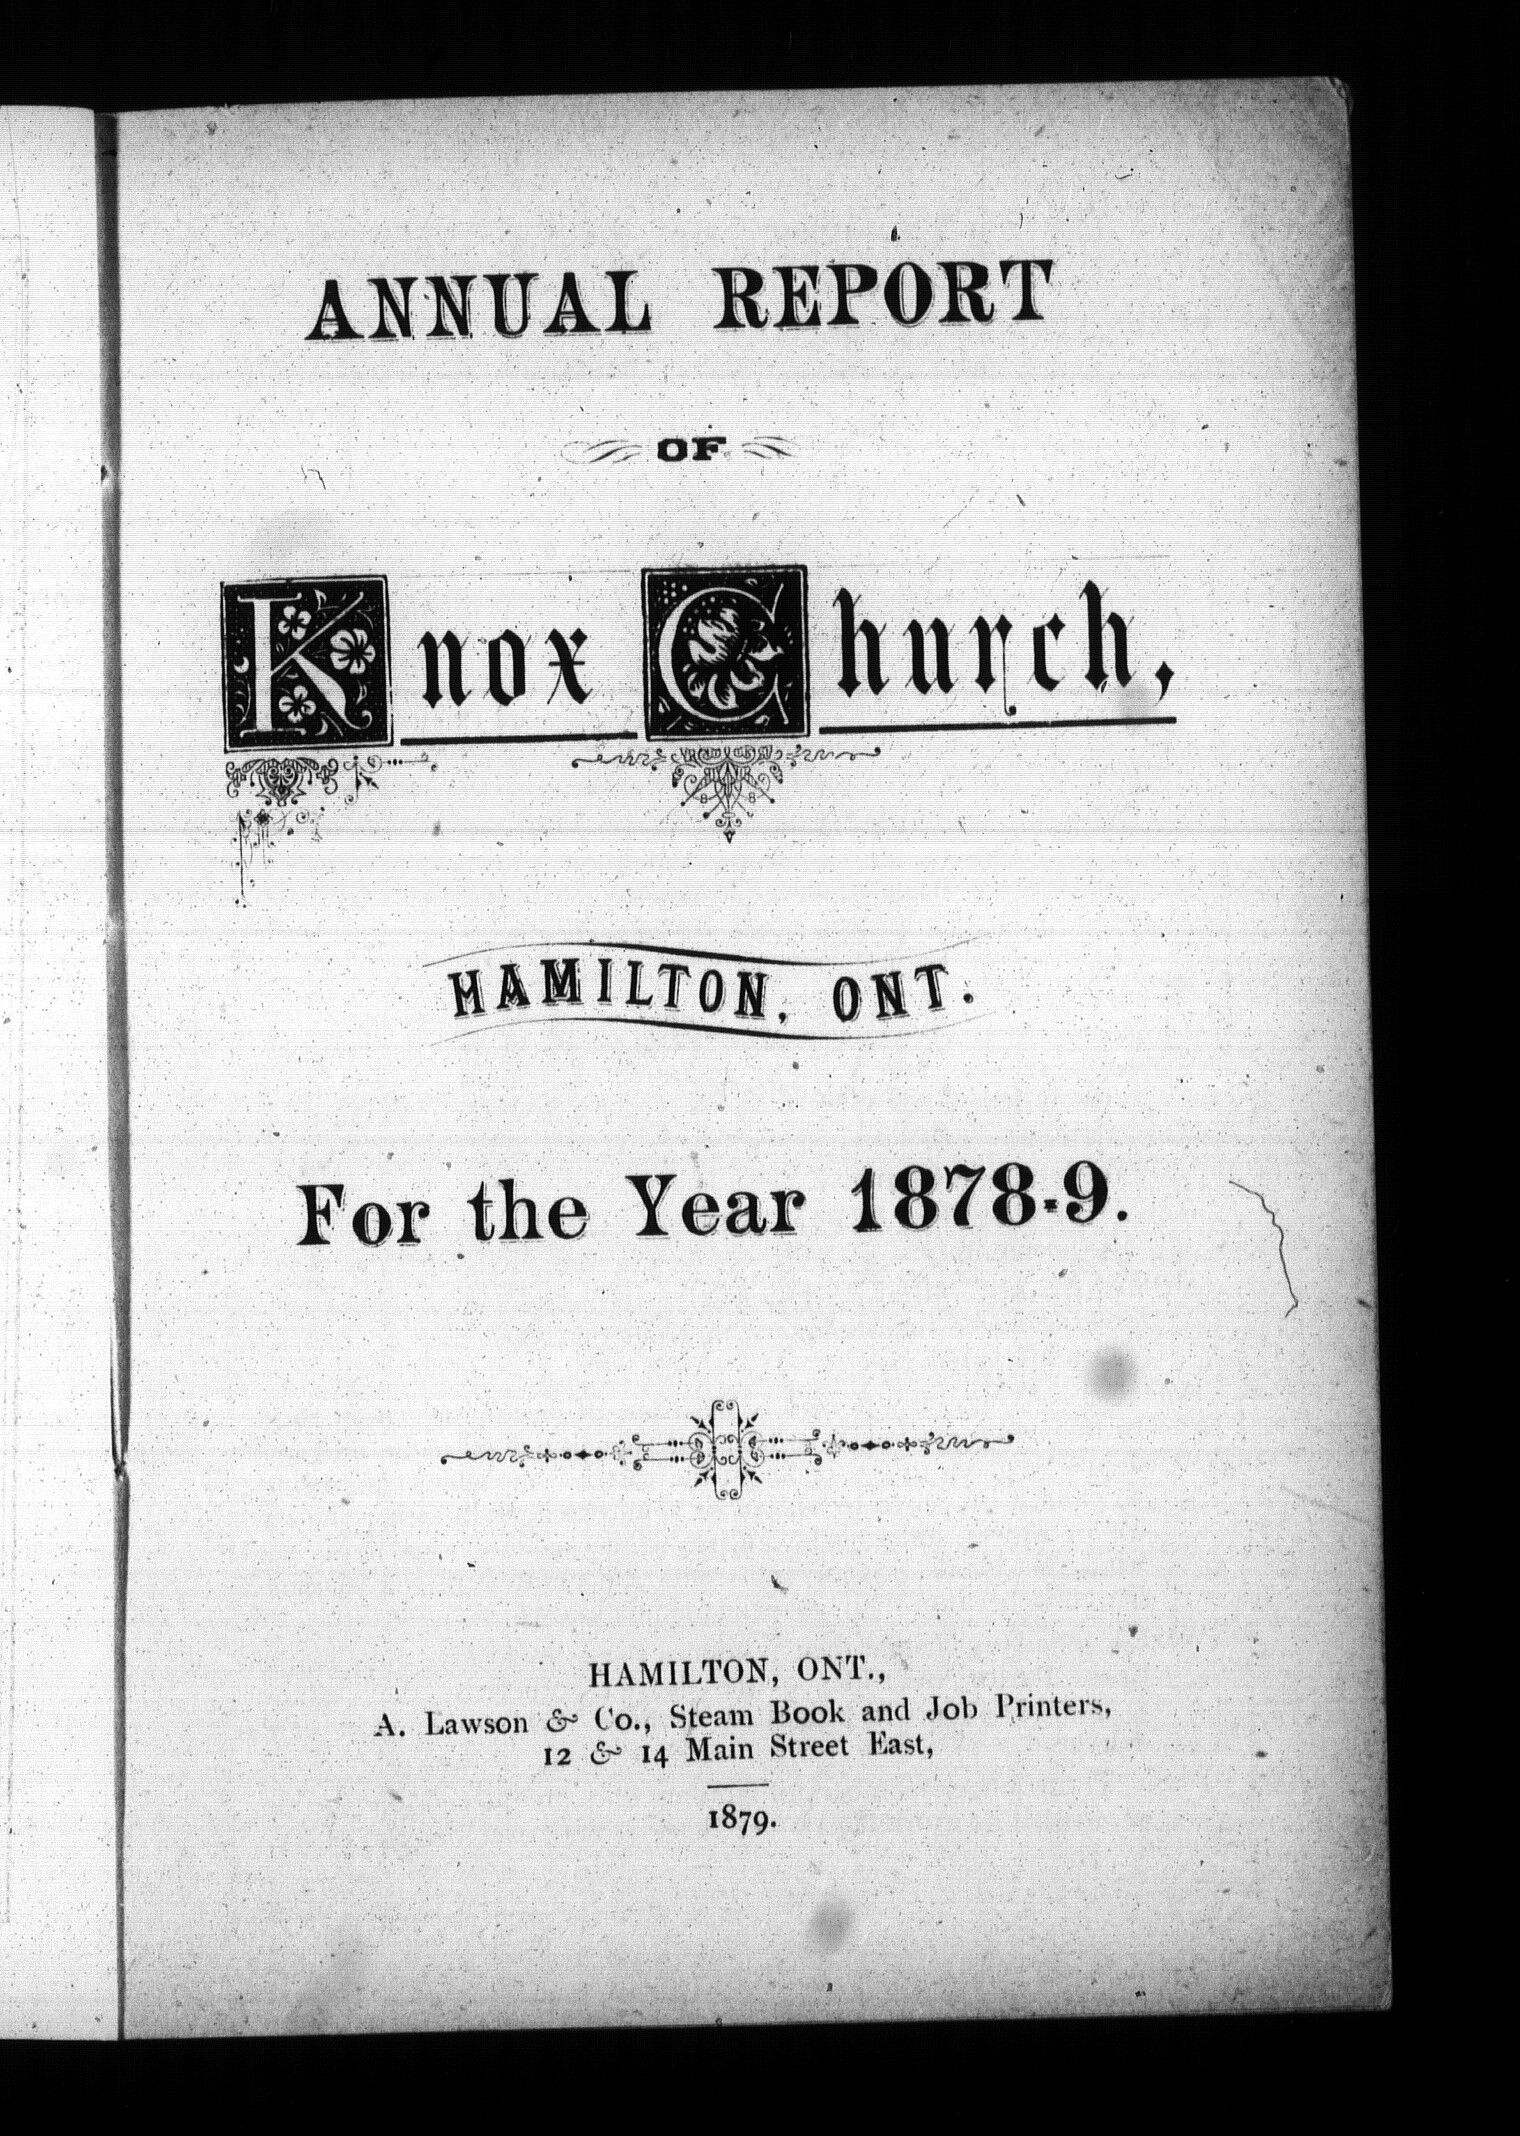 ANNUAL REPORT
OF
Knox Church,
HAMILTON, ONT.
For the Year 1878-9.
HAMILTON, ONT.,
A. Lawson & Co., Steam Book and Job Printers,
12 & 14 Main Street East,
1879.